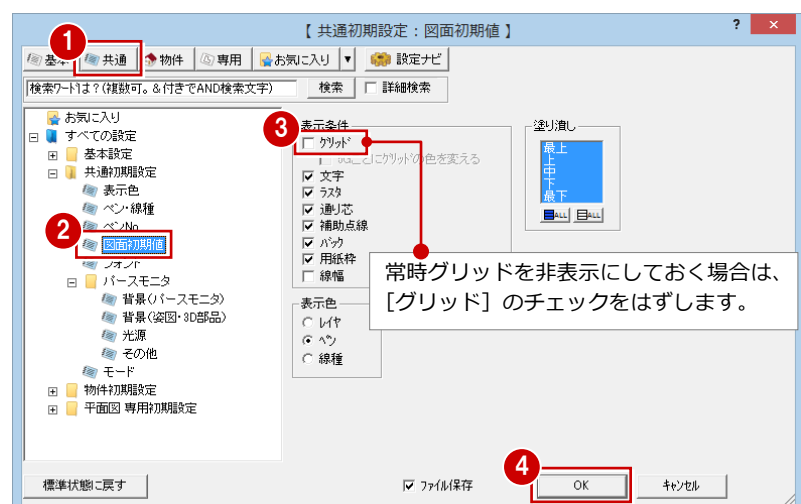 【 共通初期設定：図面初期値 】
? ×
1
基本 共通 物件 専用 お気に入り ▼ 設定ナビ
検索ワードは？(複数可。&付きでAND検索文字) 検索 詳細検索
お気に入り
すべての設定
基本設定
共通初期設定
表示色
ペン・線種
ペンNo
2
図面初期値
フォント
パースモニタ
背景(パースモニタ)
背景(姿図・3D部品)
光源
その他
モード
物件初期設定
平面図 専用初期設定
3
表示条件
グリッド
ごとにグリッドの色を変える
文字
ラスタ
通り芯
補助点線
パック
用紙枠
線幅
表示色
レイヤ
ペン
線種
塗り潰し
最上
上
中
下
最下
ALL ALL
常時グリッドを非表示にしておく場合は、
［グリッド］のチェックをはずします。
4
標準状態に戻す ファイル保存 OK キャンセル